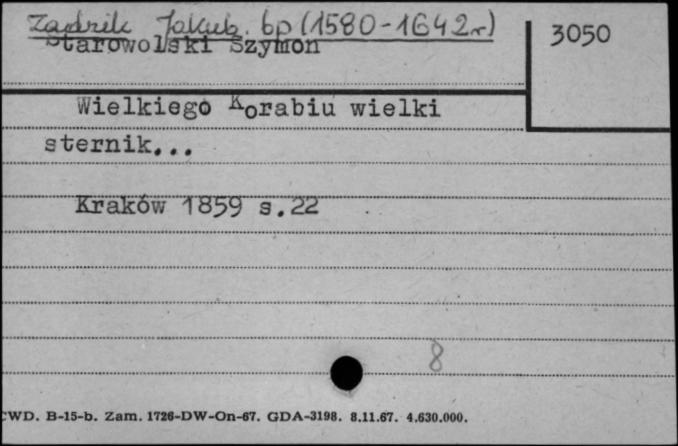 Zadzik Jakub, bp (1580-1642r)
3050
Starowolski Szymon
Wielkiego Korabiu wielki
sternik...
Kraków 1859 s.22
8
CWD. B-15-b. Zam. 1726-DW-On-67. GDA-3198. 8.11.67. 4.630.000.